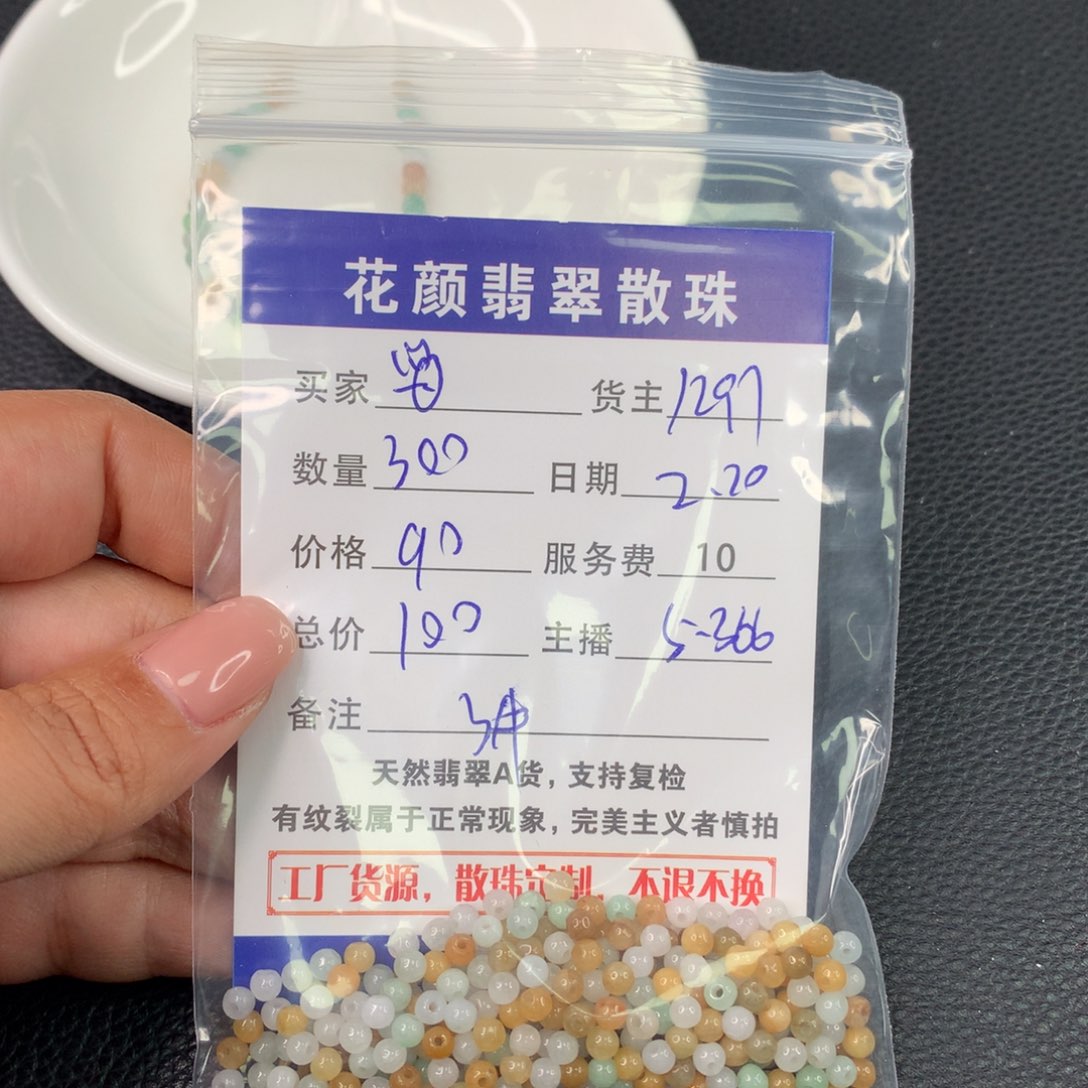 花颜翡翠散珠
买家 货主 1297
数量 300 日期 2.20
价格 90 服务费 10
总价 100 主播 5-366
备注
天然翡翠A货，支持复检
有纹裂属于正常现象，完美主义者慎拍
工厂货源，散珠定制，不退不换